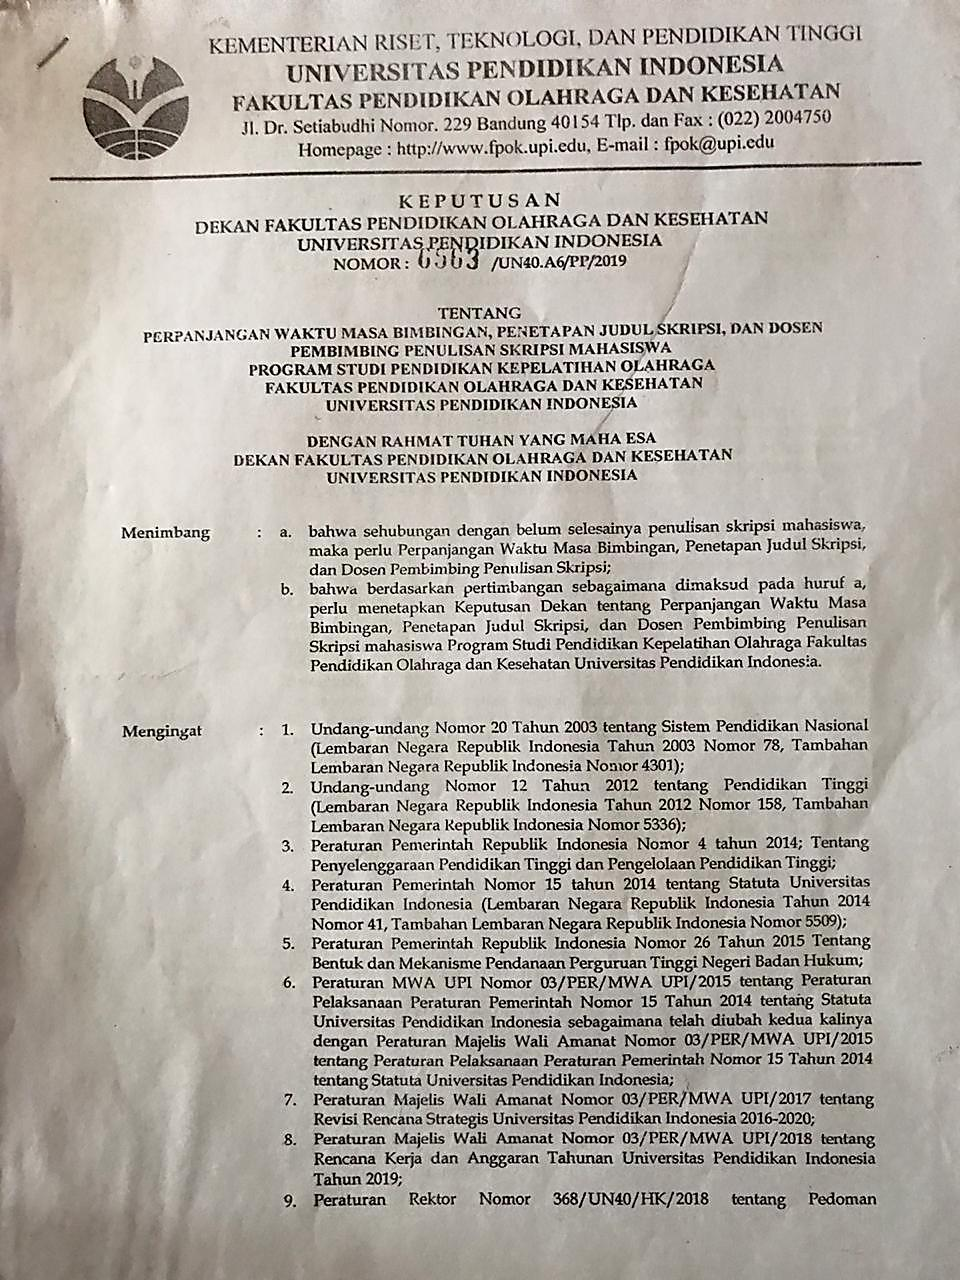 KEMENTERIAN RISET, TEKNOLOGI, DAN PENDIDIKAN TINGGI
UNIVERSITAS PENDIDIKAN INDONESIA
FAKULTAS PENDIDIKAN OLAHRAGA DAN KESEHATAN
Jl. Dr. Setiabudhi Nomor. 229 Bandung 40154 Tlp. dan Fax : (022) 2004750
Homepage : http://www.fpok.upi.edu, E-mail : fpok@upi.edu
KEPUTUSAN
DEKAN FAKULTAS PENDIDIKAN OLAHRAGA DAN KESEHATAN
UNIVERSITAS PENDIDIKAN INDONESIA
NOMOR : 6563 /UN40.A6/PP/2019
TENTANG
PERPANJANGAN WAKTU MASA BIMBINGAN, PENETAPAN JUDUL SKRIPSI, DAN DOSEN
PEMBIMBING PENULISAN SKRIPSI MAHASISWA
PROGRAM STUDI PENDIDIKAN KEPELATIHAN OLAHRAGA
FAKULTAS PENDIDIKAN OLAHRAGA DAN KESEHATAN
UNIVERSITAS PENDIDIKAN INDONESIA
DENGAN RAHMAT TUHAN YANG MAHA ESA
DEKAN FAKULTAS PENDIDIKAN OLAHRAGA DAN KESEHATAN
UNIVERSITAS PENDIDIKAN INDONESIA
Menimbang : a. bahwa sehubungan dengan belum selesainya penulisan skripsi mahasiswa,
maka perlu Perpanjangan Waktu Masa Bimbingan, Penetapan Judul Skripsi,
dan Dosen Pembimbing Penulisan Skripsi;
b. bahwa berdasarkan pertimbangan sebagaimana dimaksud pada huruf a,
perlu menetapkan Keputusan Dekan tentang Perpanjangan Waktu Masa
Bimbingan, Penetapan Judul Skripsi, dan Dosen Pembimbing Penulisan
Skripsi mahasiswa Program Studi Pendidikan Kepelatihan Olahraga Fakultas
Pendidikan Olahraga dan Kesehatan Universitas Pendidikan Indonesia.
Mengingat : 1. Undang-undang Nomor 20 Tahun 2003 tentang Sistem Pendidikan Nasional
(Lembaran Negara Republik Indonesia Tahun 2003 Nomor 78, Tambahan
Lembaran Negara Republik Indonesia Nomor 4301);
2. Undang-undang Nomor 12 Tahun 2012 tentang Pendidikan Tinggi
(Lembaran Negara Republik Indonesia Tahun 2012 Nomor 158, Tambahan
Lembaran Negara Republik Indonesia Nomor 5336);
3. Peraturan Pemerintah Republik Indonesia Nomor 4 tahun 2014; Tentang
Penyelenggaraan Pendidikan Tinggi dan Pengelolaan Pendidikan Tinggi;
4. Peraturan Pemerintah Nomor 15 tahun 2014 tentang Statuta Universitas
Pendidikan Indonesia (Lembaran Negara Republik Indonesia Tahun 2014
Nomor 41, Tambahan Lembaran Negara Republik Indonesia Nomor 5509);
5. Peraturan Pemerintah Republik Indonesia Nomor 26 Tahun 2015 Tentang
Bentuk dan Mekanisme Pendanaan Perguruan Tinggi Negeri Badan Hukum;
6. Peraturan MWA UPI Nomor 03/PER/MWA UPI/2015 tentang Peraturan
Pelaksanaan Peraturan Pemerintah Nomor 15 Tahun 2014 tentang Statuta
Universitas Pendidikan Indonesia sebagaimana telah diubah kedua kalinya
dengan Peraturan Majelis Wali Amanat Nomor 03/PER/MWA UPI/2015
tentang Peraturan Pelaksanaan Peraturan Pemerintah Nomor 15 Tahun 2014
tentang Statuta Universitas Pendidikan Indonesia;
7. Peraturan Majelis Wali Amanat Nomor 03/PER/MWA UPI/2017 tentang
Revisi Rencana Strategis Universitas Pendidikan Indonesia 2016-2020;
8. Peraturan Majelis Wali Amanat Nomor 03/PER/MWA UPI/2018 tentang
Rencana Kerja dan Anggaran Tahunan Universitas Pendidikan Indonesia
Tahun 2019;
9. Peraturan Rektor Nomor 368/UN40/HK/2018 tentang Pedoman